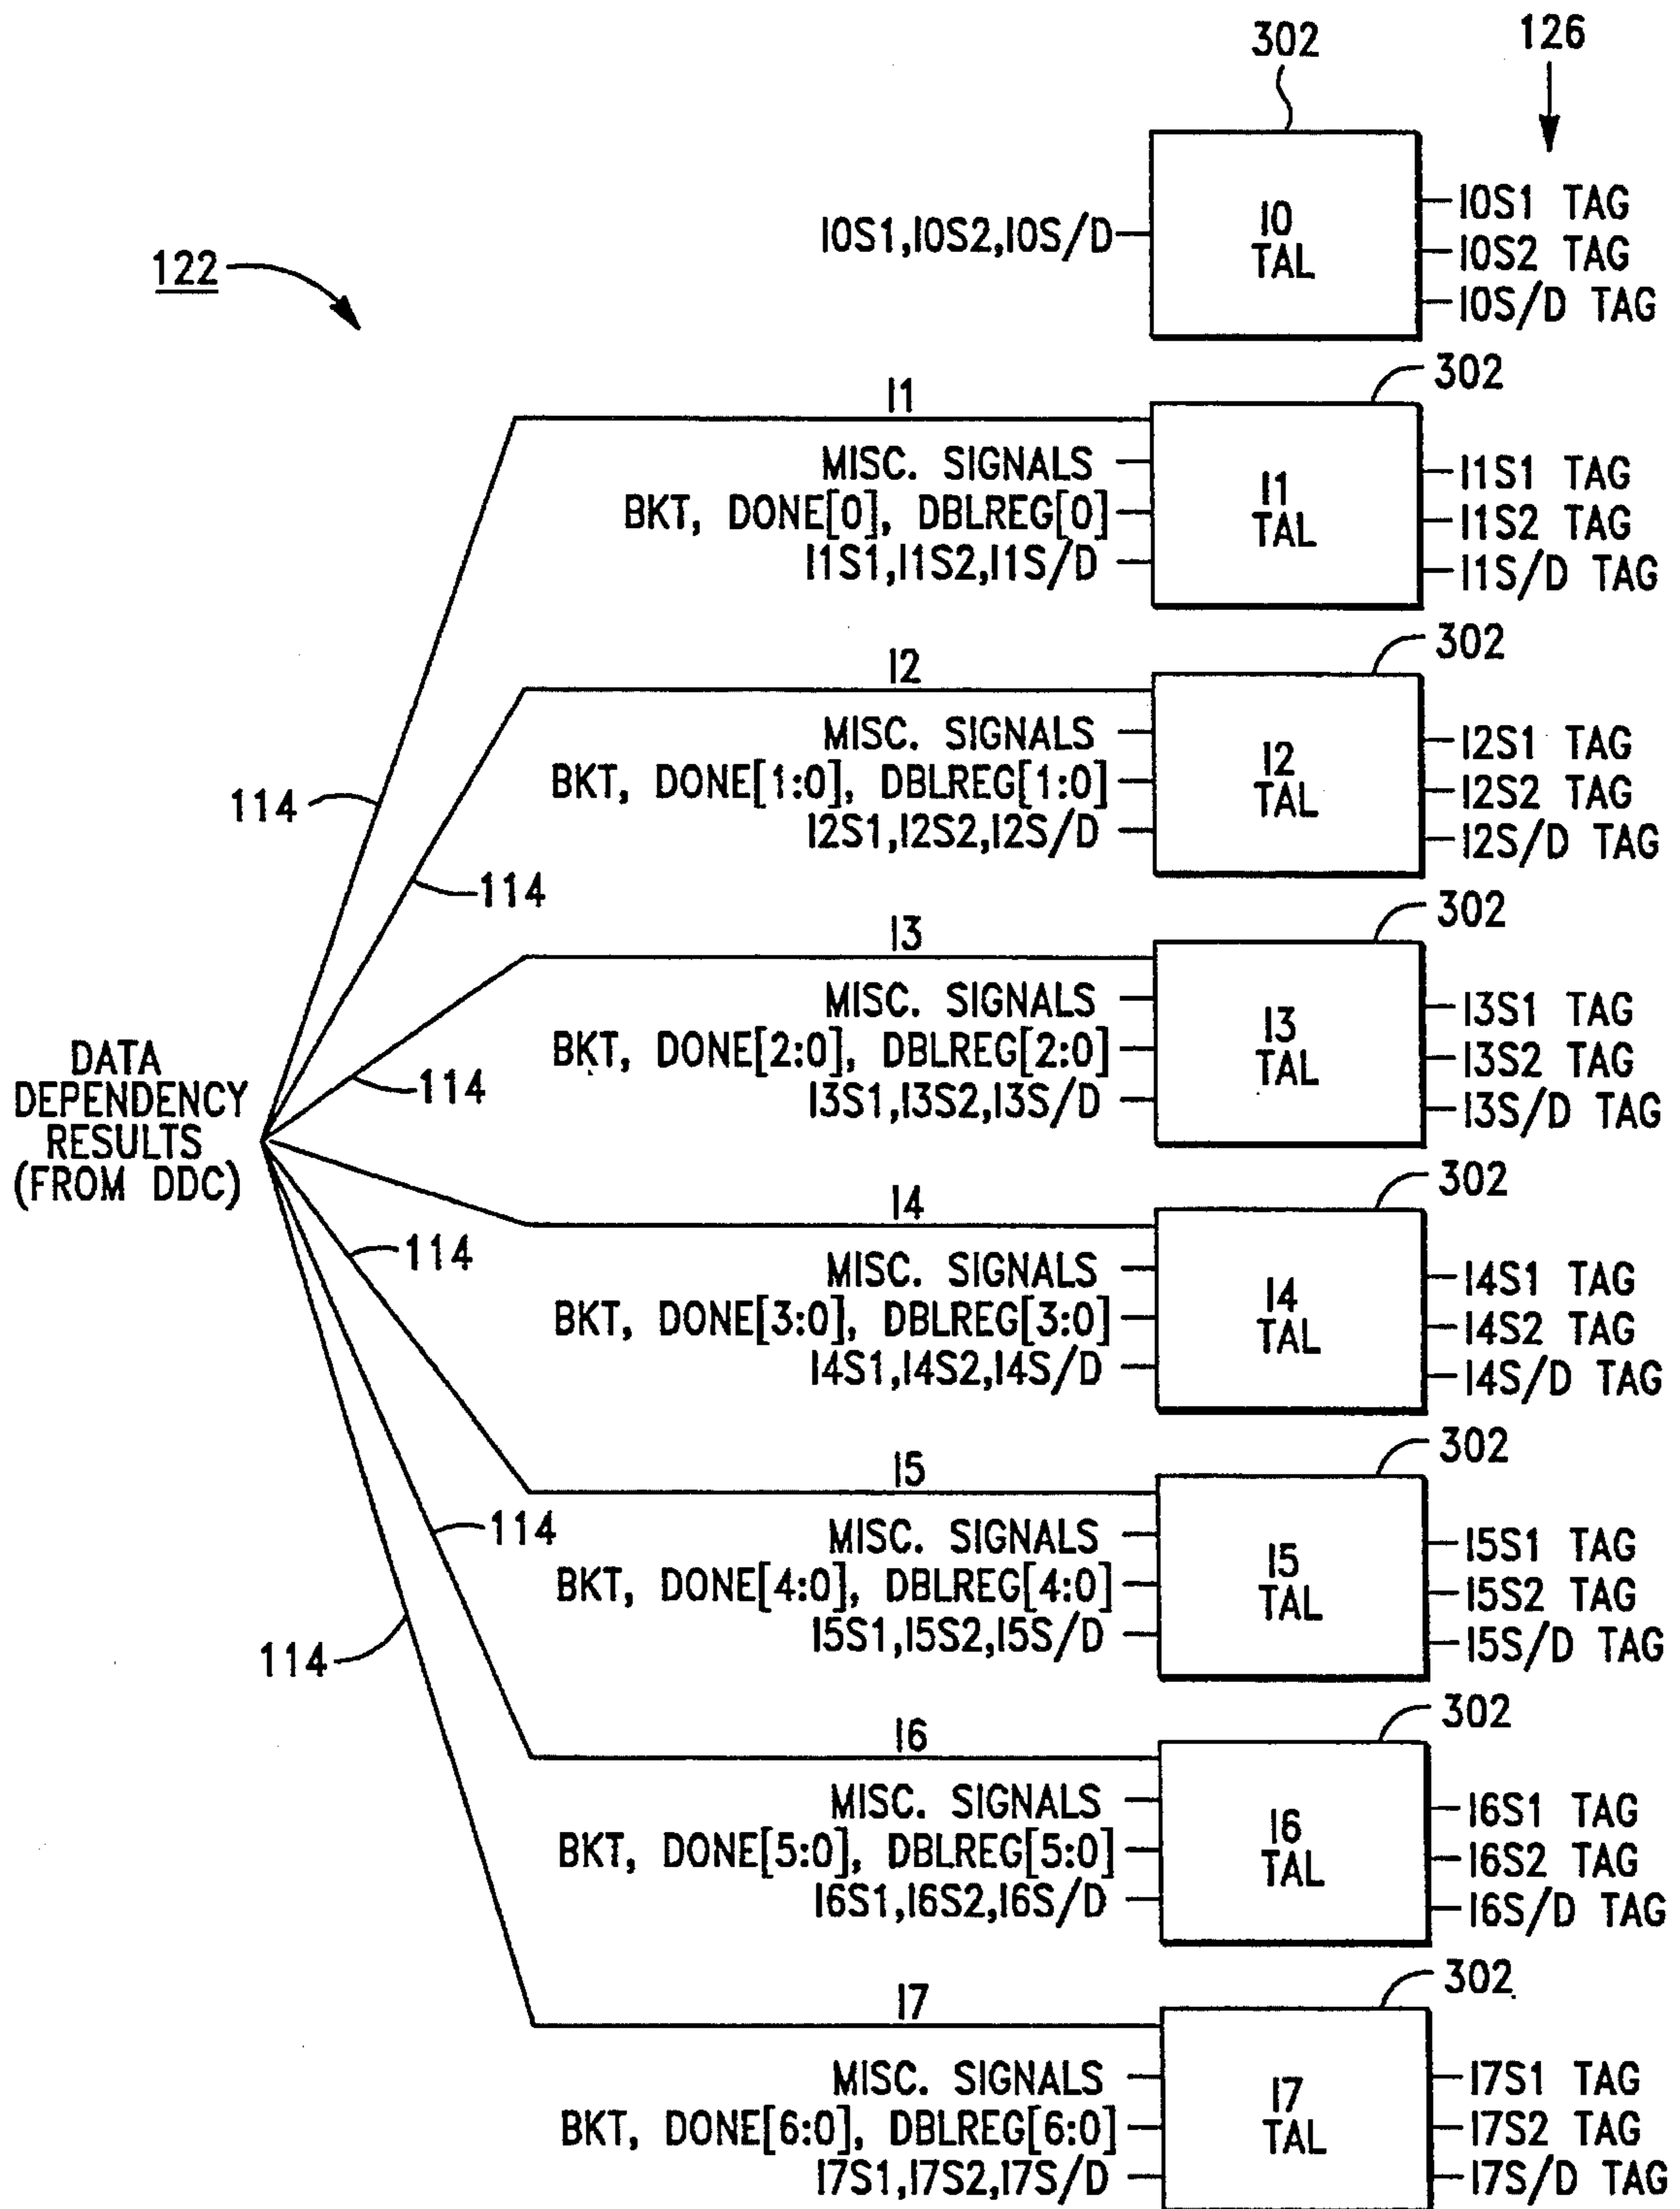 302
126
122
I0S1,I0S2,I0S/D
I0
TAL
I0S1 TAG
I0S2 TAG
I0S/D TAG
302
I1
MISC. SIGNALS
BKT, DONE[0], DBLREG[0]
I1S1,I1S2,I1S/D
I1
TAL
I1S1 TAG
I1S2 TAG
I1S/D TAG
302
I2
MISC. SIGNALS
BKT, DONE[1:0], DBLREG[1:0]
I2S1,I2S2,I2S/D
I2
TAL
I2S1 TAG
I2S2 TAG
I2S/D TAG
114
114
302
I3
MISC. SIGNALS
BKT, DONE[2:0], DBLREG[2:0]
I3S1,I3S2,I3S/D
I3
TAL
I3S1 TAG
I3S2 TAG
I3S/D TAG
114
DATA
DEPENDENCY
RESULTS
(FROM DDC)
302
I4
MISC. SIGNALS
BKT, DONE[3:0], DBLREG[3:0]
I4S1,I4S2,I4S/D
I4
TAL
I4S1 TAG
I4S2 TAG
I4S/D TAG
114
302
I5
MISC. SIGNALS
BKT, DONE[4:0], DBLREG[4:0]
I5S1,I5S2,I5S/D
I5
TAL
I5S1 TAG
I5S2 TAG
I5S/D TAG
114
114
302
I6
MISC. SIGNALS
BKT, DONE[5:0], DBLREG[5:0]
I6S1,I6S2,I6S/D
I6
TAL
I6S1 TAG
I6S2 TAG
I6S/D TAG
302
I7
MISC. SIGNALS
BKT, DONE[6:0], DBLREG[6:0]
I7S1,I7S2,I7S/D
I7
TAL
I7S1 TAG
I7S2 TAG
I7S/D TAG